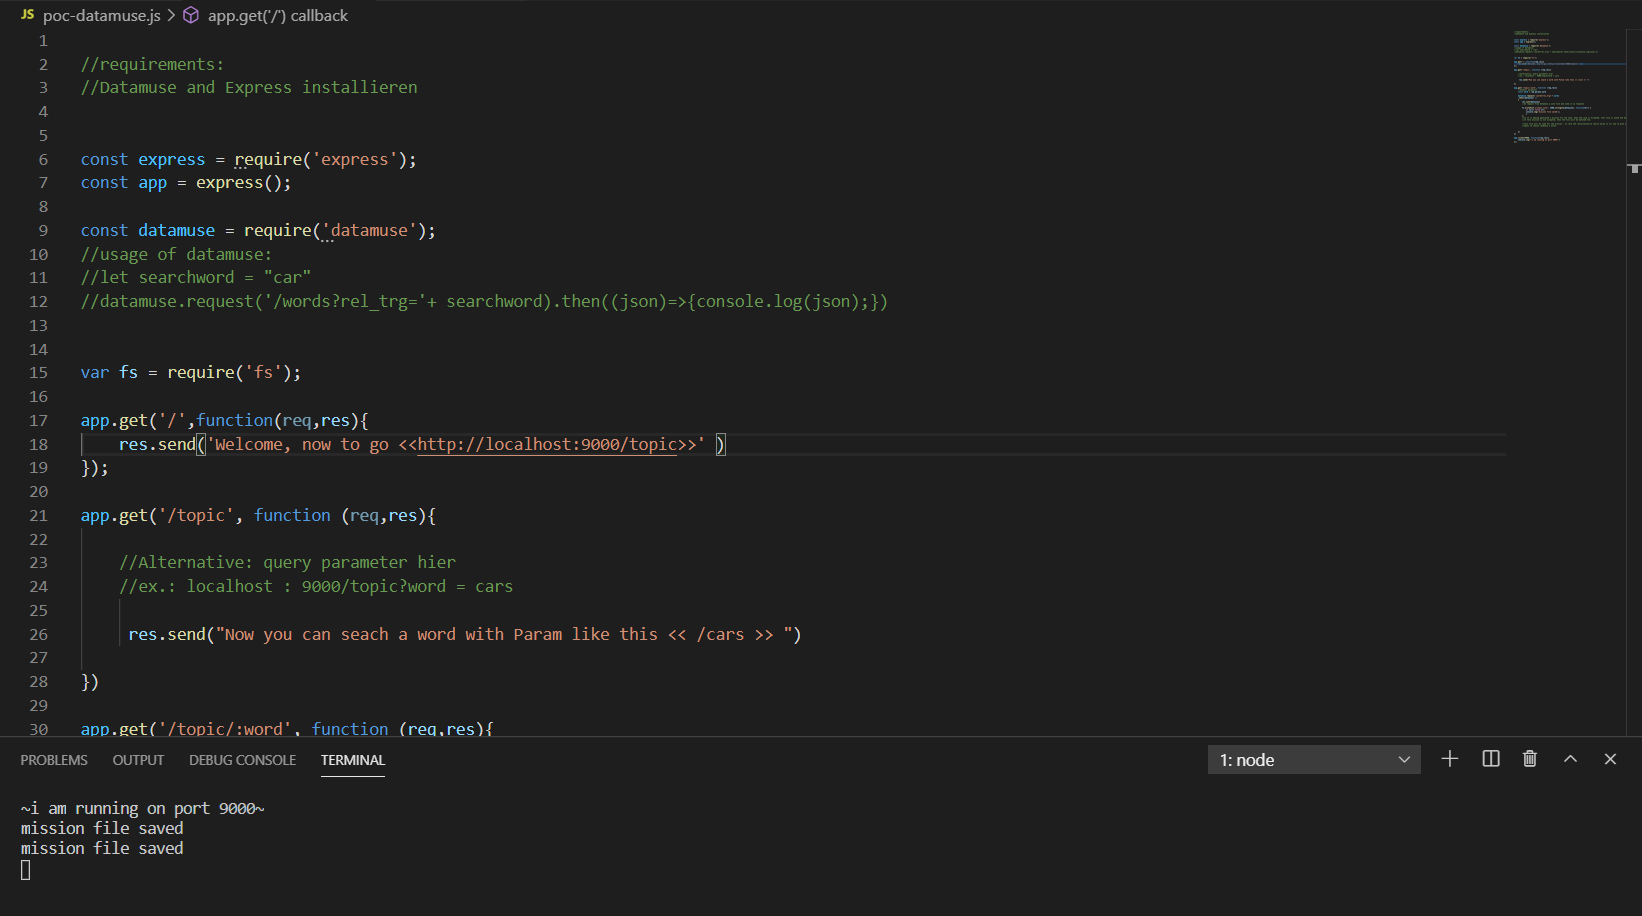 JS poc-datamuse.js > app.get('/') callback
1
2 //requirements:
3 //Datamuse and Express installieren
4
5
6 const express = require('express');
7 const app = express();
8
9 const datamuse = require('datamuse');
10 //usage of datamuse:
11 //let searchword = "car"
12 //datamuse.request('/words?rel_trg='+ searchword).then((json)=>{console.log(json);})
13
14
15 var fs = require('fs');
16
17 app.get('/',function(req,res){
18 res.send('Welcome, now to go <<http://localhost:9000/topic>>' )
19 });
20
21 app.get('/topic', function (req,res){
22
23 //Alternative: query parameter hier
24 //ex.: localhost : 9000/topic?word = cars
25
26 res.send("Now you can seach a word with Param like this << /cars >> ")
27
28 })
29
30 app.get('/topic/:word', function (req,res){
PROBLEMS OUTPUT DEBUG CONSOLE TERMINAL 1: node
~i am running on port 9000~
mission file saved
mission file saved